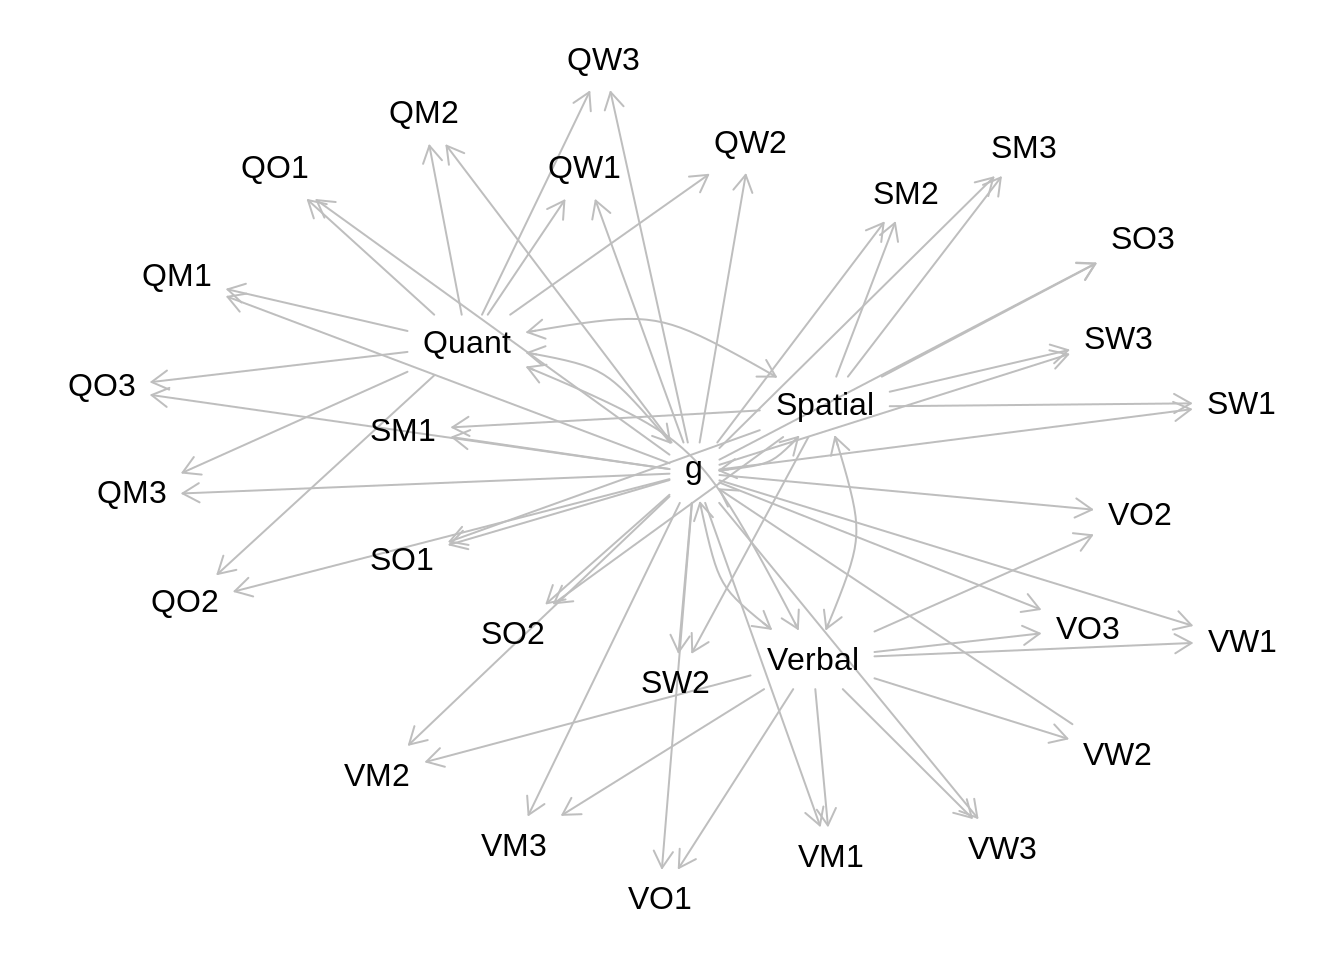 QW3
QM2
QW2
SM3
QO1
QW1
SM2
SO3
QM1
SW3
Quant
QO3
Spatial
SW1
SM1
g
QM3
VO2
SO1
QO2
VO3
SO2
VW1
Verbal
SW2
VW2
VM2
VM3
VW3
VM1
VO1